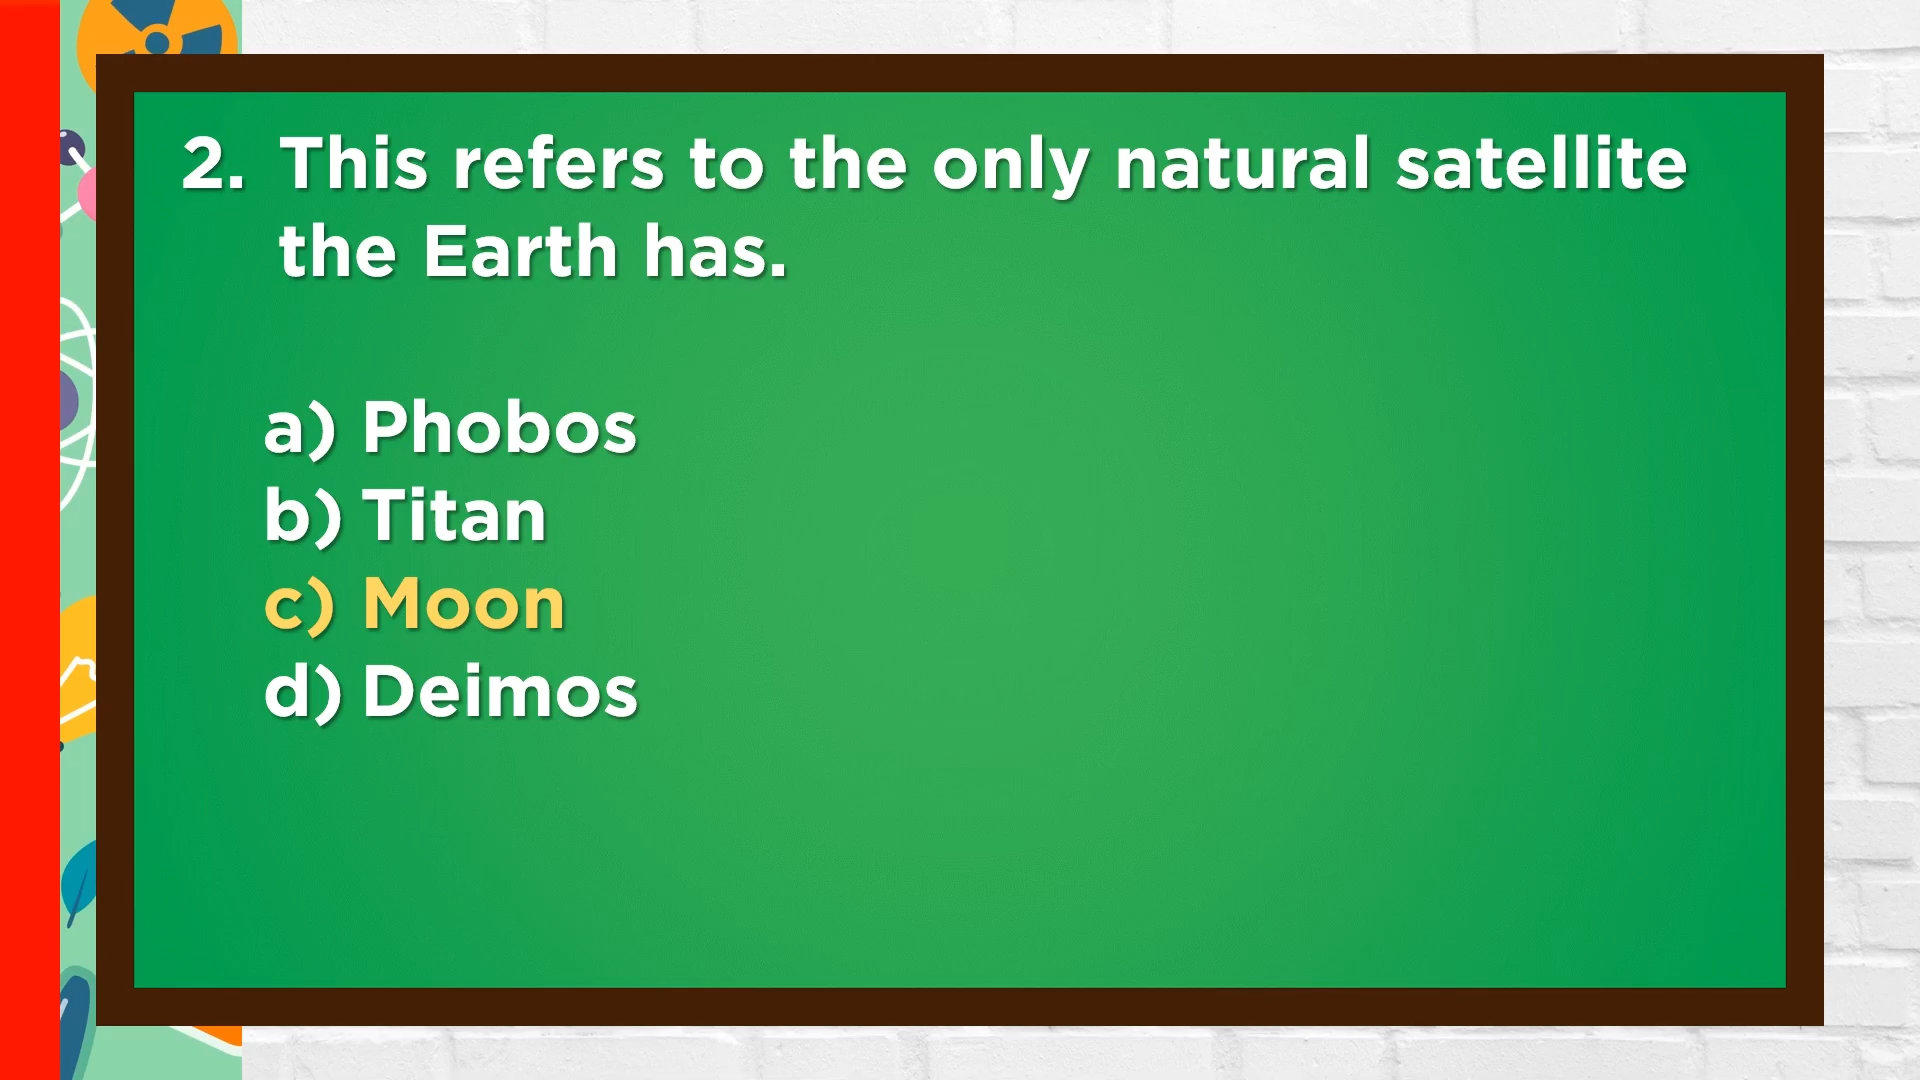 2. This refers to the only natural satellite
the Earth has.
a) Phobos
b) Titan
c) Moon
d) Deimos